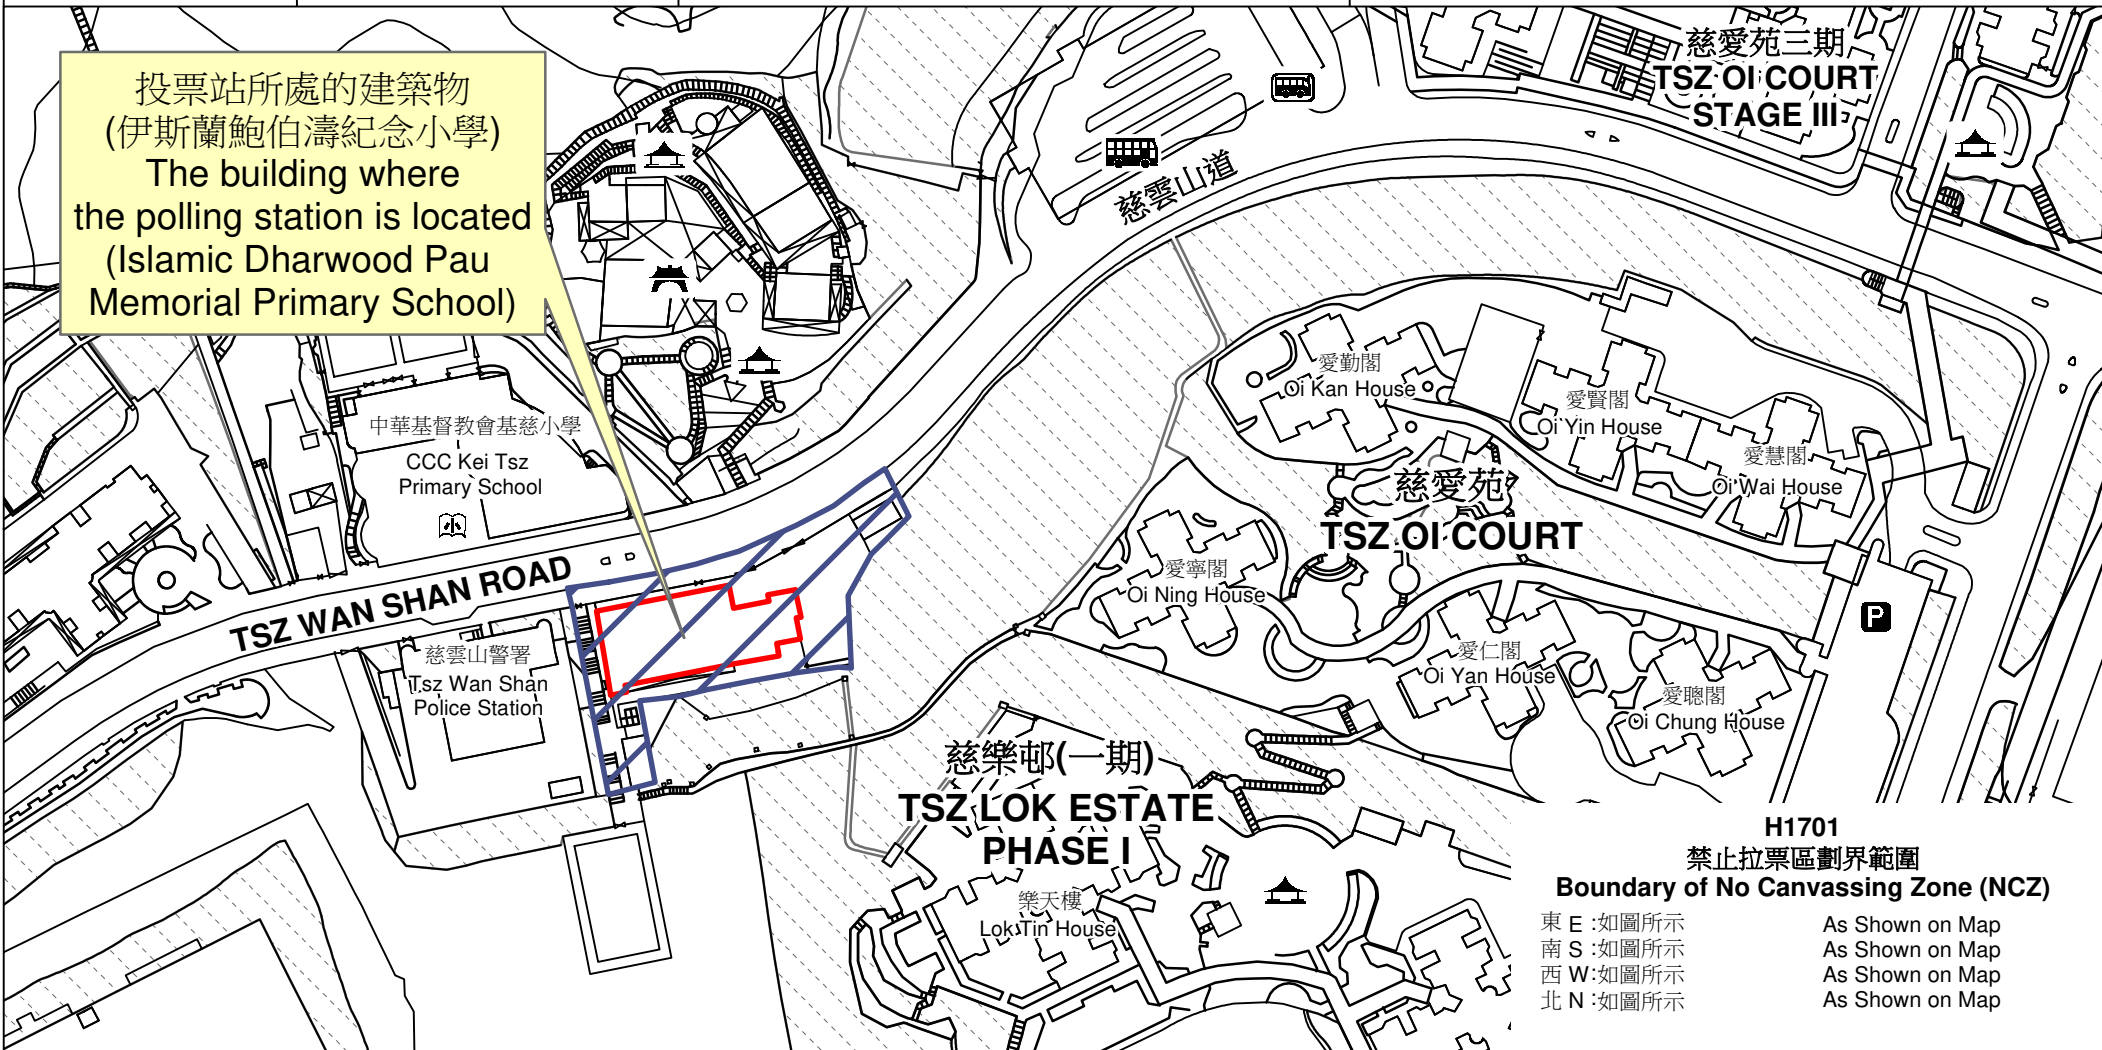 投票站所處的建築物
(伊斯蘭鮑伯濤紀念小學)
The building where
the polling station is located
(Islamic Dharwood Pau
Memorial Primary School)
慈愛苑三期
TSZ OI COURT
STAGE III
慈雲山道
中華基督教會基慈小學
CCC Kei Tsz
Primary School
小
TSZ WAN SHAN ROAD
慈雲山警署
Tsz Wan Shan
Police Station
愛勤閣
Oi Kan House
愛賢閣
Oi Yin House
愛慧閣
Oi Wai House
慈愛苑
TSZ OI COURT
愛寧閣
Oi Ning House
愛仁閣
Oi Yan House
愛聰閣
Oi Chung House
P
慈樂邨(一期)
TSZ LOK ESTATE
PHASE I
樂天樓
Lok Tin House
H1701
禁止拉票區劃界範圍
Boundary of No Canvassing Zone (NCZ)
東 E :如圖所示 As Shown on Map
南 S :如圖所示 As Shown on Map
西 W:如圖所示 As Shown on Map
北 N :如圖所示 As Shown on Map